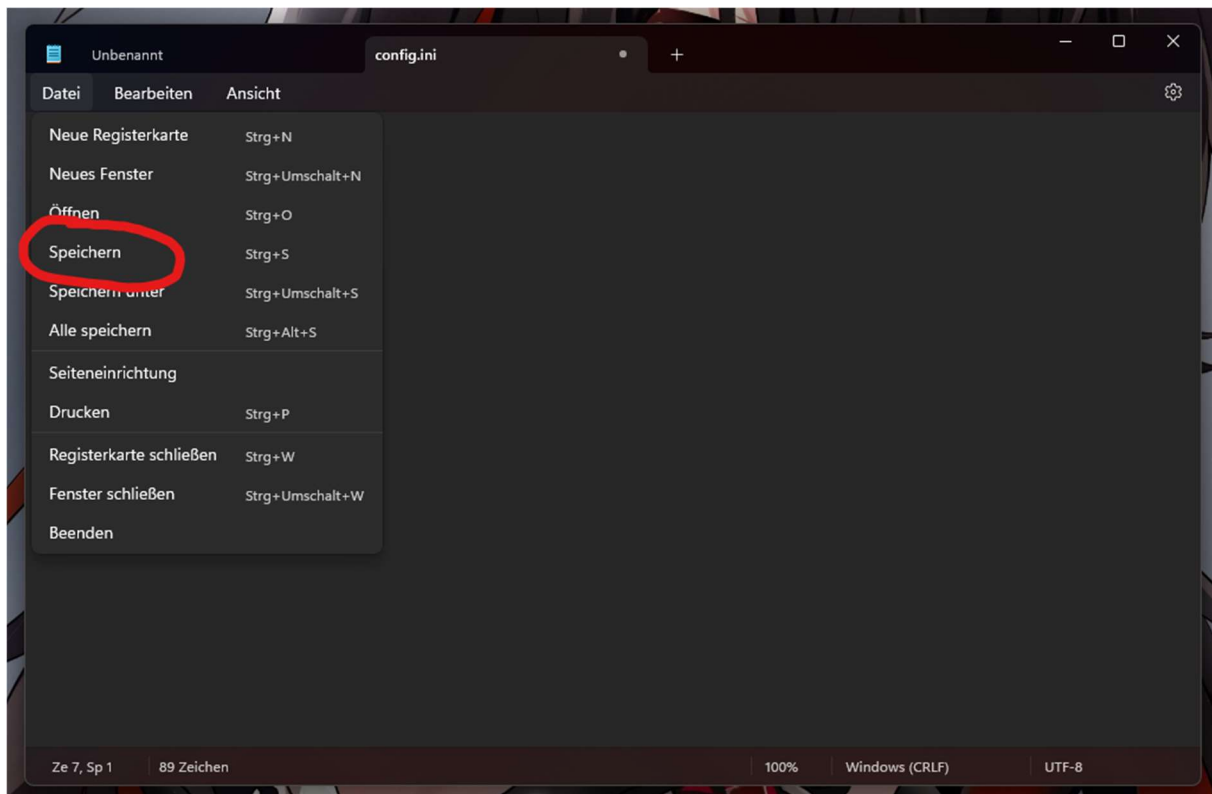 Unbenannt config.ini
Datei Bearbeiten Ansicht
Neue Registerkarte Strg+N
Neues Fenster Strg+Umschalt+N
Öffnen Strg+O
Speichern Strg+S
Speichern unter Strg+Umschalt+S
Alle speichern Strg+Alt+S
Seiteneinrichtung
Drucken Strg+P
Registerkarte schließen Strg+W
Fenster schließen Strg+Umschalt+W
Beenden
Ze 7, Sp 1 89 Zeichen 100% Windows (CRLF) UTF-8